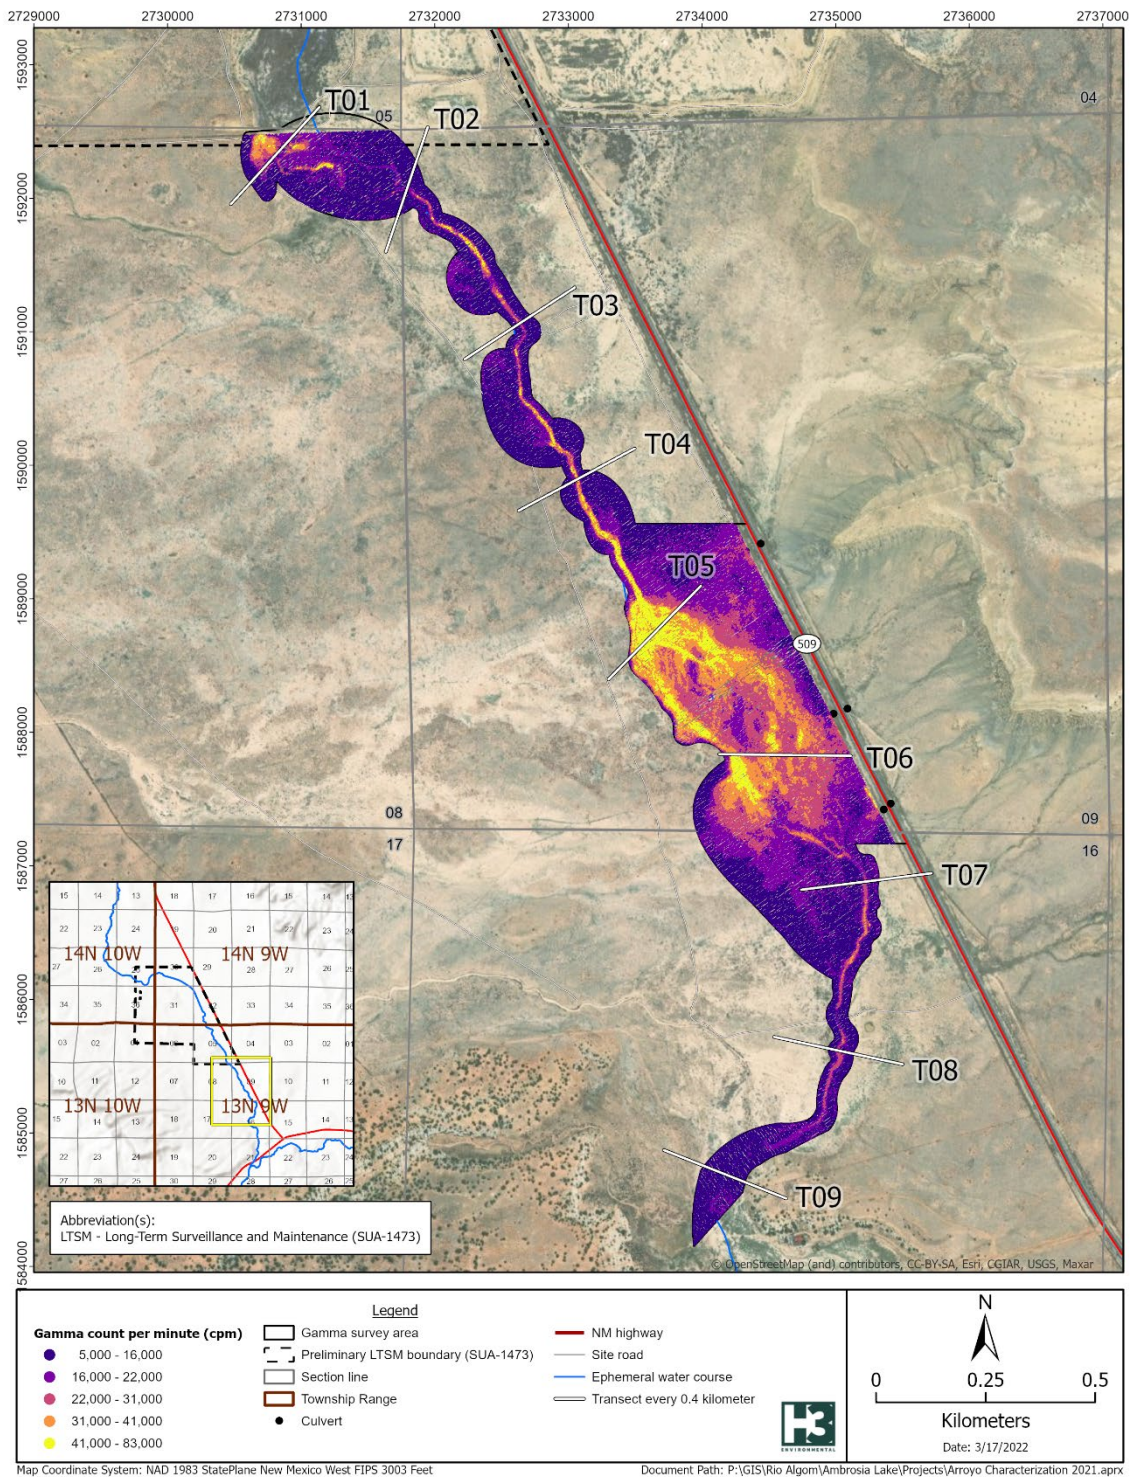 2729000 2730000 2731000 2732000 2733000 2734000 2735000 2736000 2737000
1593000
1592000
1591000
1590000
1589000
1588000
1587000
1586000
1585000
1584000
T01
05
T02
04
T03
T04
T05
509
T06
08
09
17
16
T07
T08
T09
14N 10W
14N 9W
13N 10W
13N 9W
Abbreviation(s):
LTSM - Long-Term Surveillance and Maintenance (SUA-1473)
© OpenStreetMap (and) contributors, CC-BY-SA, Esri, CGIAR, USGS, Maxar
Legend
Gamma count per minute (cpm)
5,000 - 16,000
16,000 - 22,000
22,000 - 31,000
31,000 - 41,000
41,000 - 83,000
Gamma survey area
Preliminary LTSM boundary (SUA-1473)
Section line
Township Range
Culvert
NM highway
Site road
Ephemeral water course
Transect every 0.4 kilometer
H3
ENVIRONMENTAL
N
0 0.25 0.5
Kilometers
Date: 3/17/2022
Map Coordinate System: NAD 1983 StatePlane New Mexico West FIPS 3003 Feet
Document Path: P:\GIS\Rio Algom\Ambrosia Lake\Projects\Arroyo Characterization 2021.aprx